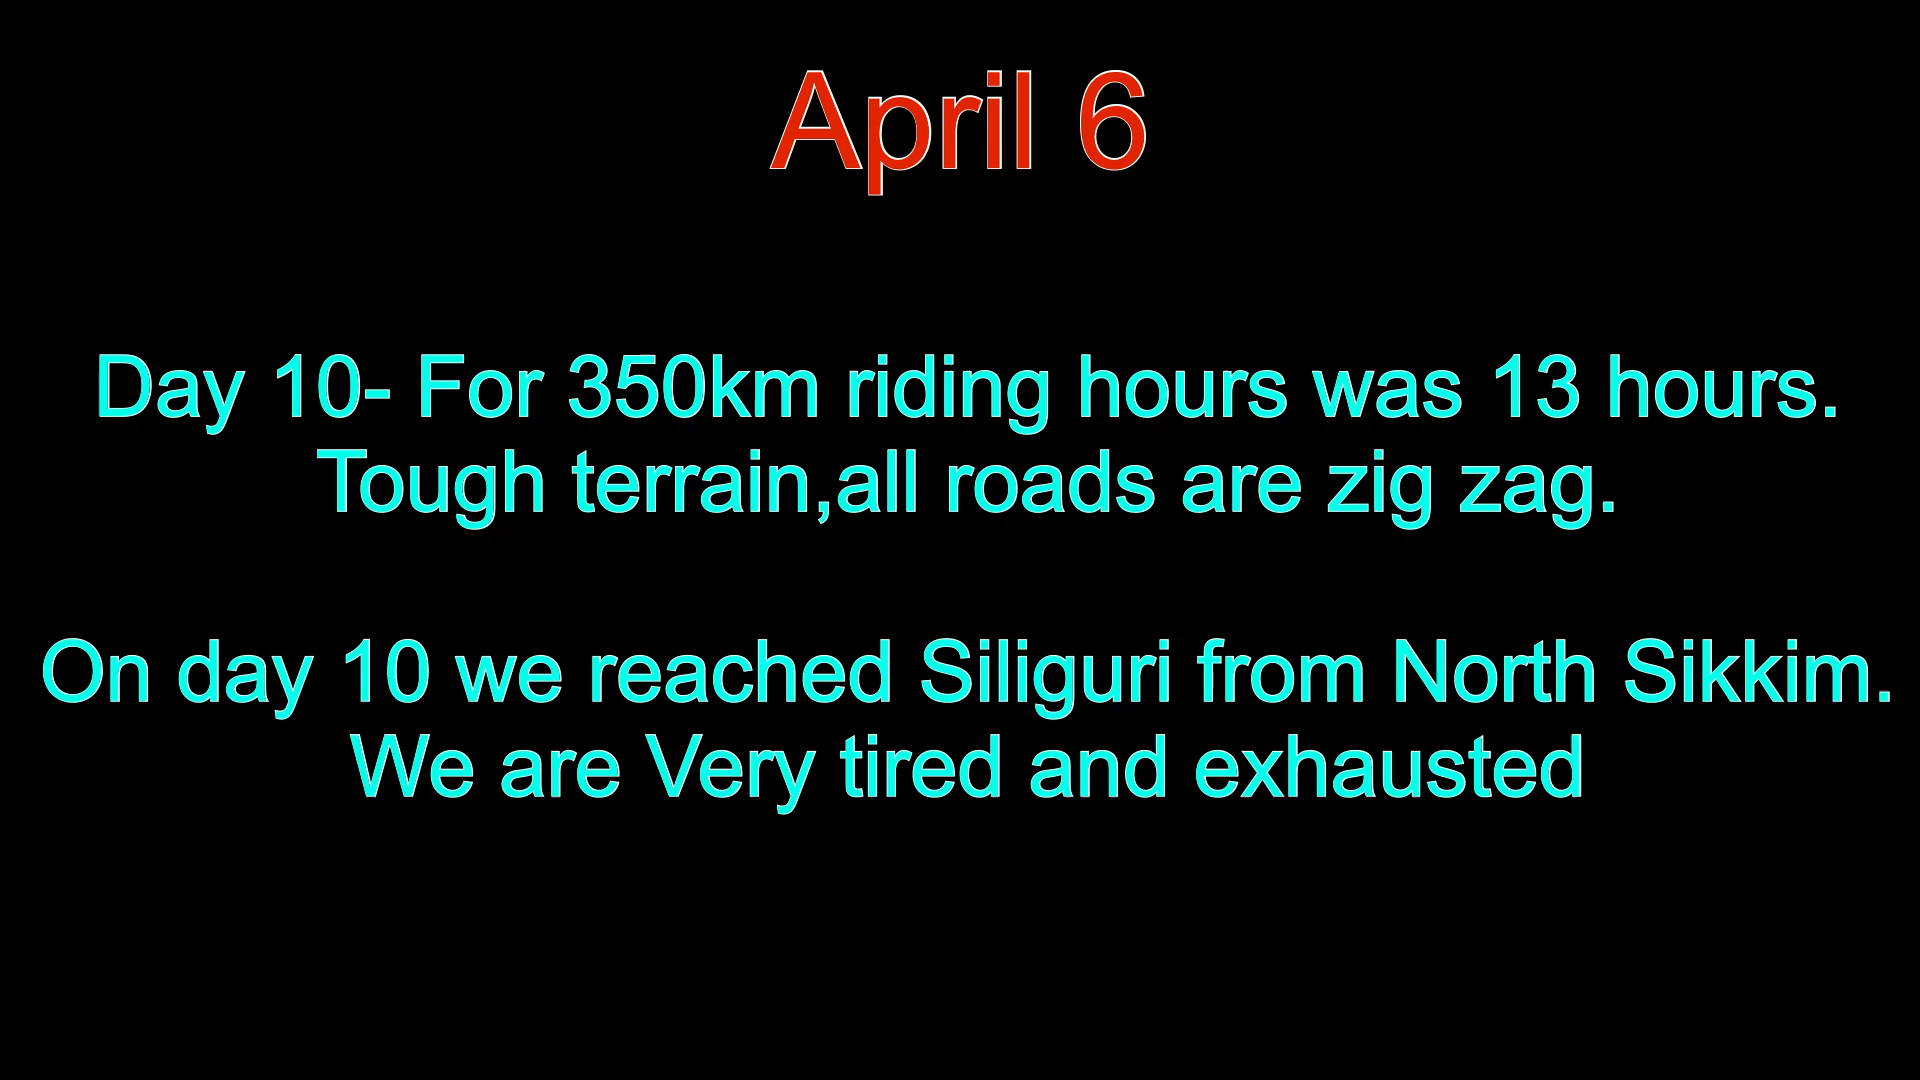 April 6
Day 10- For 350km riding hours was 13 hours.
Tough terrain,all roads are zig zag.
On day 10 we reached Siliguri from North Sikkim.
We are Very tired and exhausted